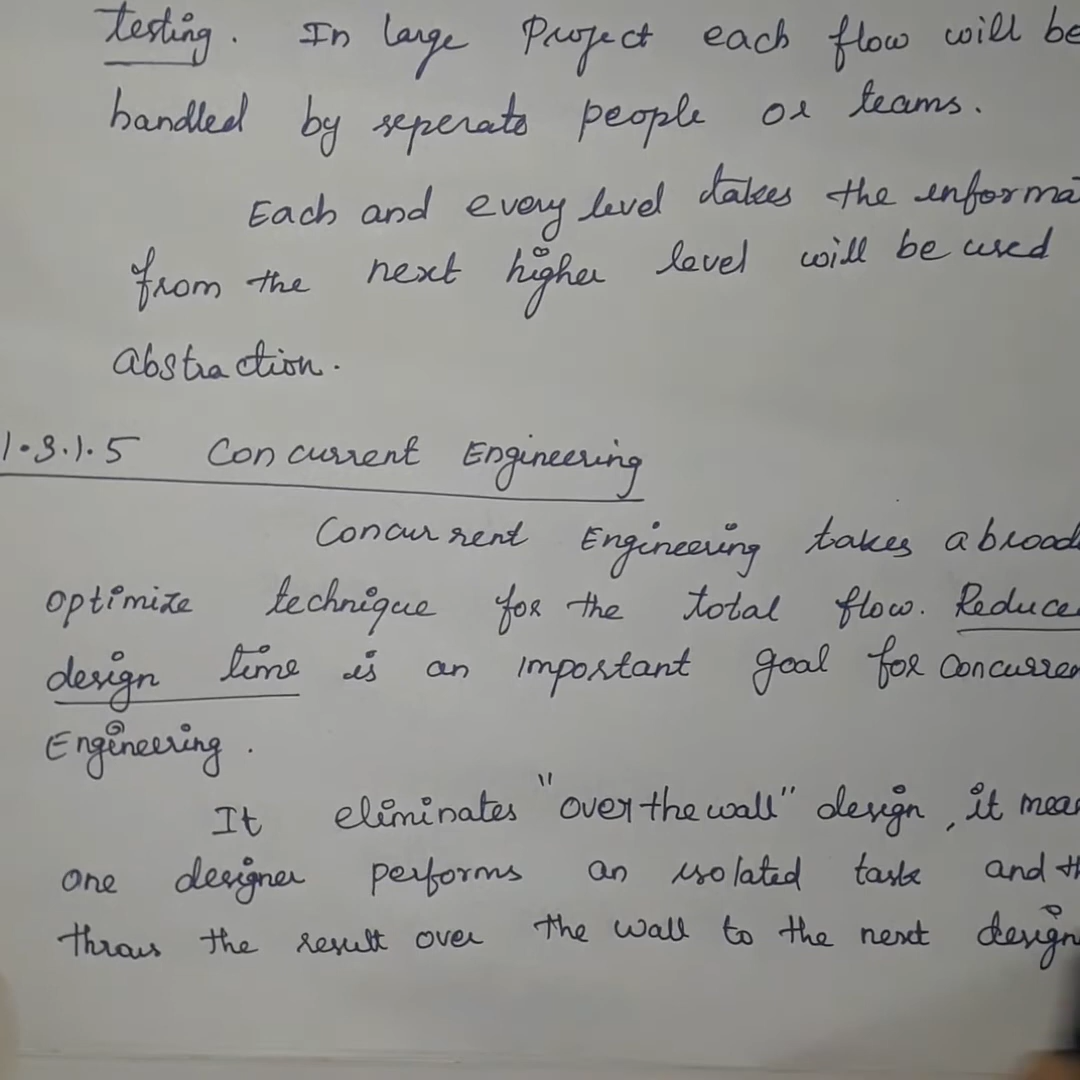 testing. In large Project each flow will be
handled by seperate people or teams.
Each and every level takes the informa
from the next higher level will be used
abstraction.
1.3.1.5 Concurrent Engineering
Concurrent Engineering takes a broad
optimize technique for the total flow. Reduce
design time is an important goal for concurren
Engineering.
It eliminates "over the wall" design, it mean
one designer performs an isolated task and th
throws the result over the wall to the next design